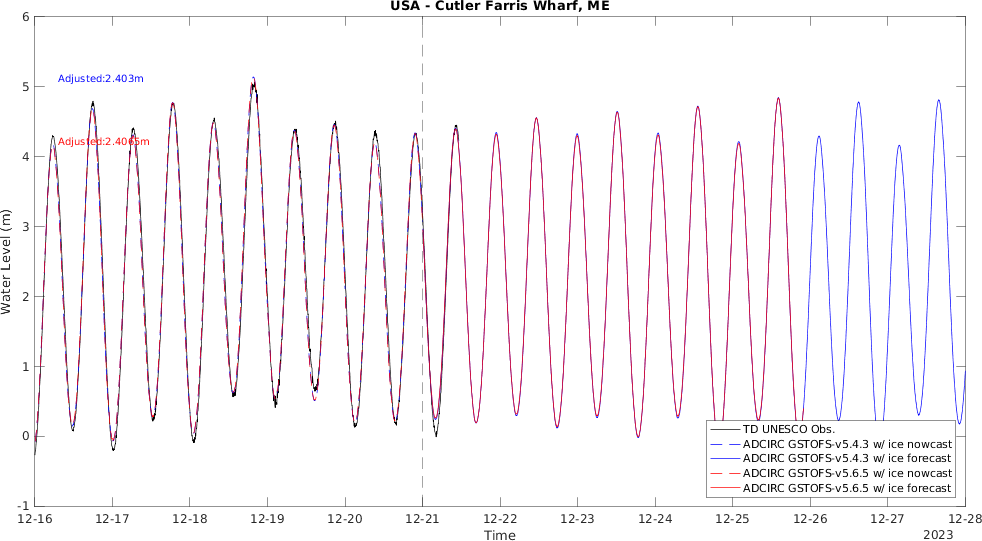 USA - Cutler Farris Wharf, ME
6
5
4
3
2
1
0
-1
Water Level (m)
Adjusted:2.403m
Adjusted:2.4065m
TD UNESCO Obs.
ADCIRC GSTOFS-v5.4.3 w/ ice nowcast
ADCIRC GSTOFS-v5.4.3 w/ ice forecast
ADCIRC GSTOFS-v5.6.5 w/ ice nowcast
ADCIRC GSTOFS-v5.6.5 w/ ice forecast
12-16 12-17 12-18 12-19 12-20 12-21 12-22 12-23 12-24 12-25 12-26 12-27 12-28
Time
2023